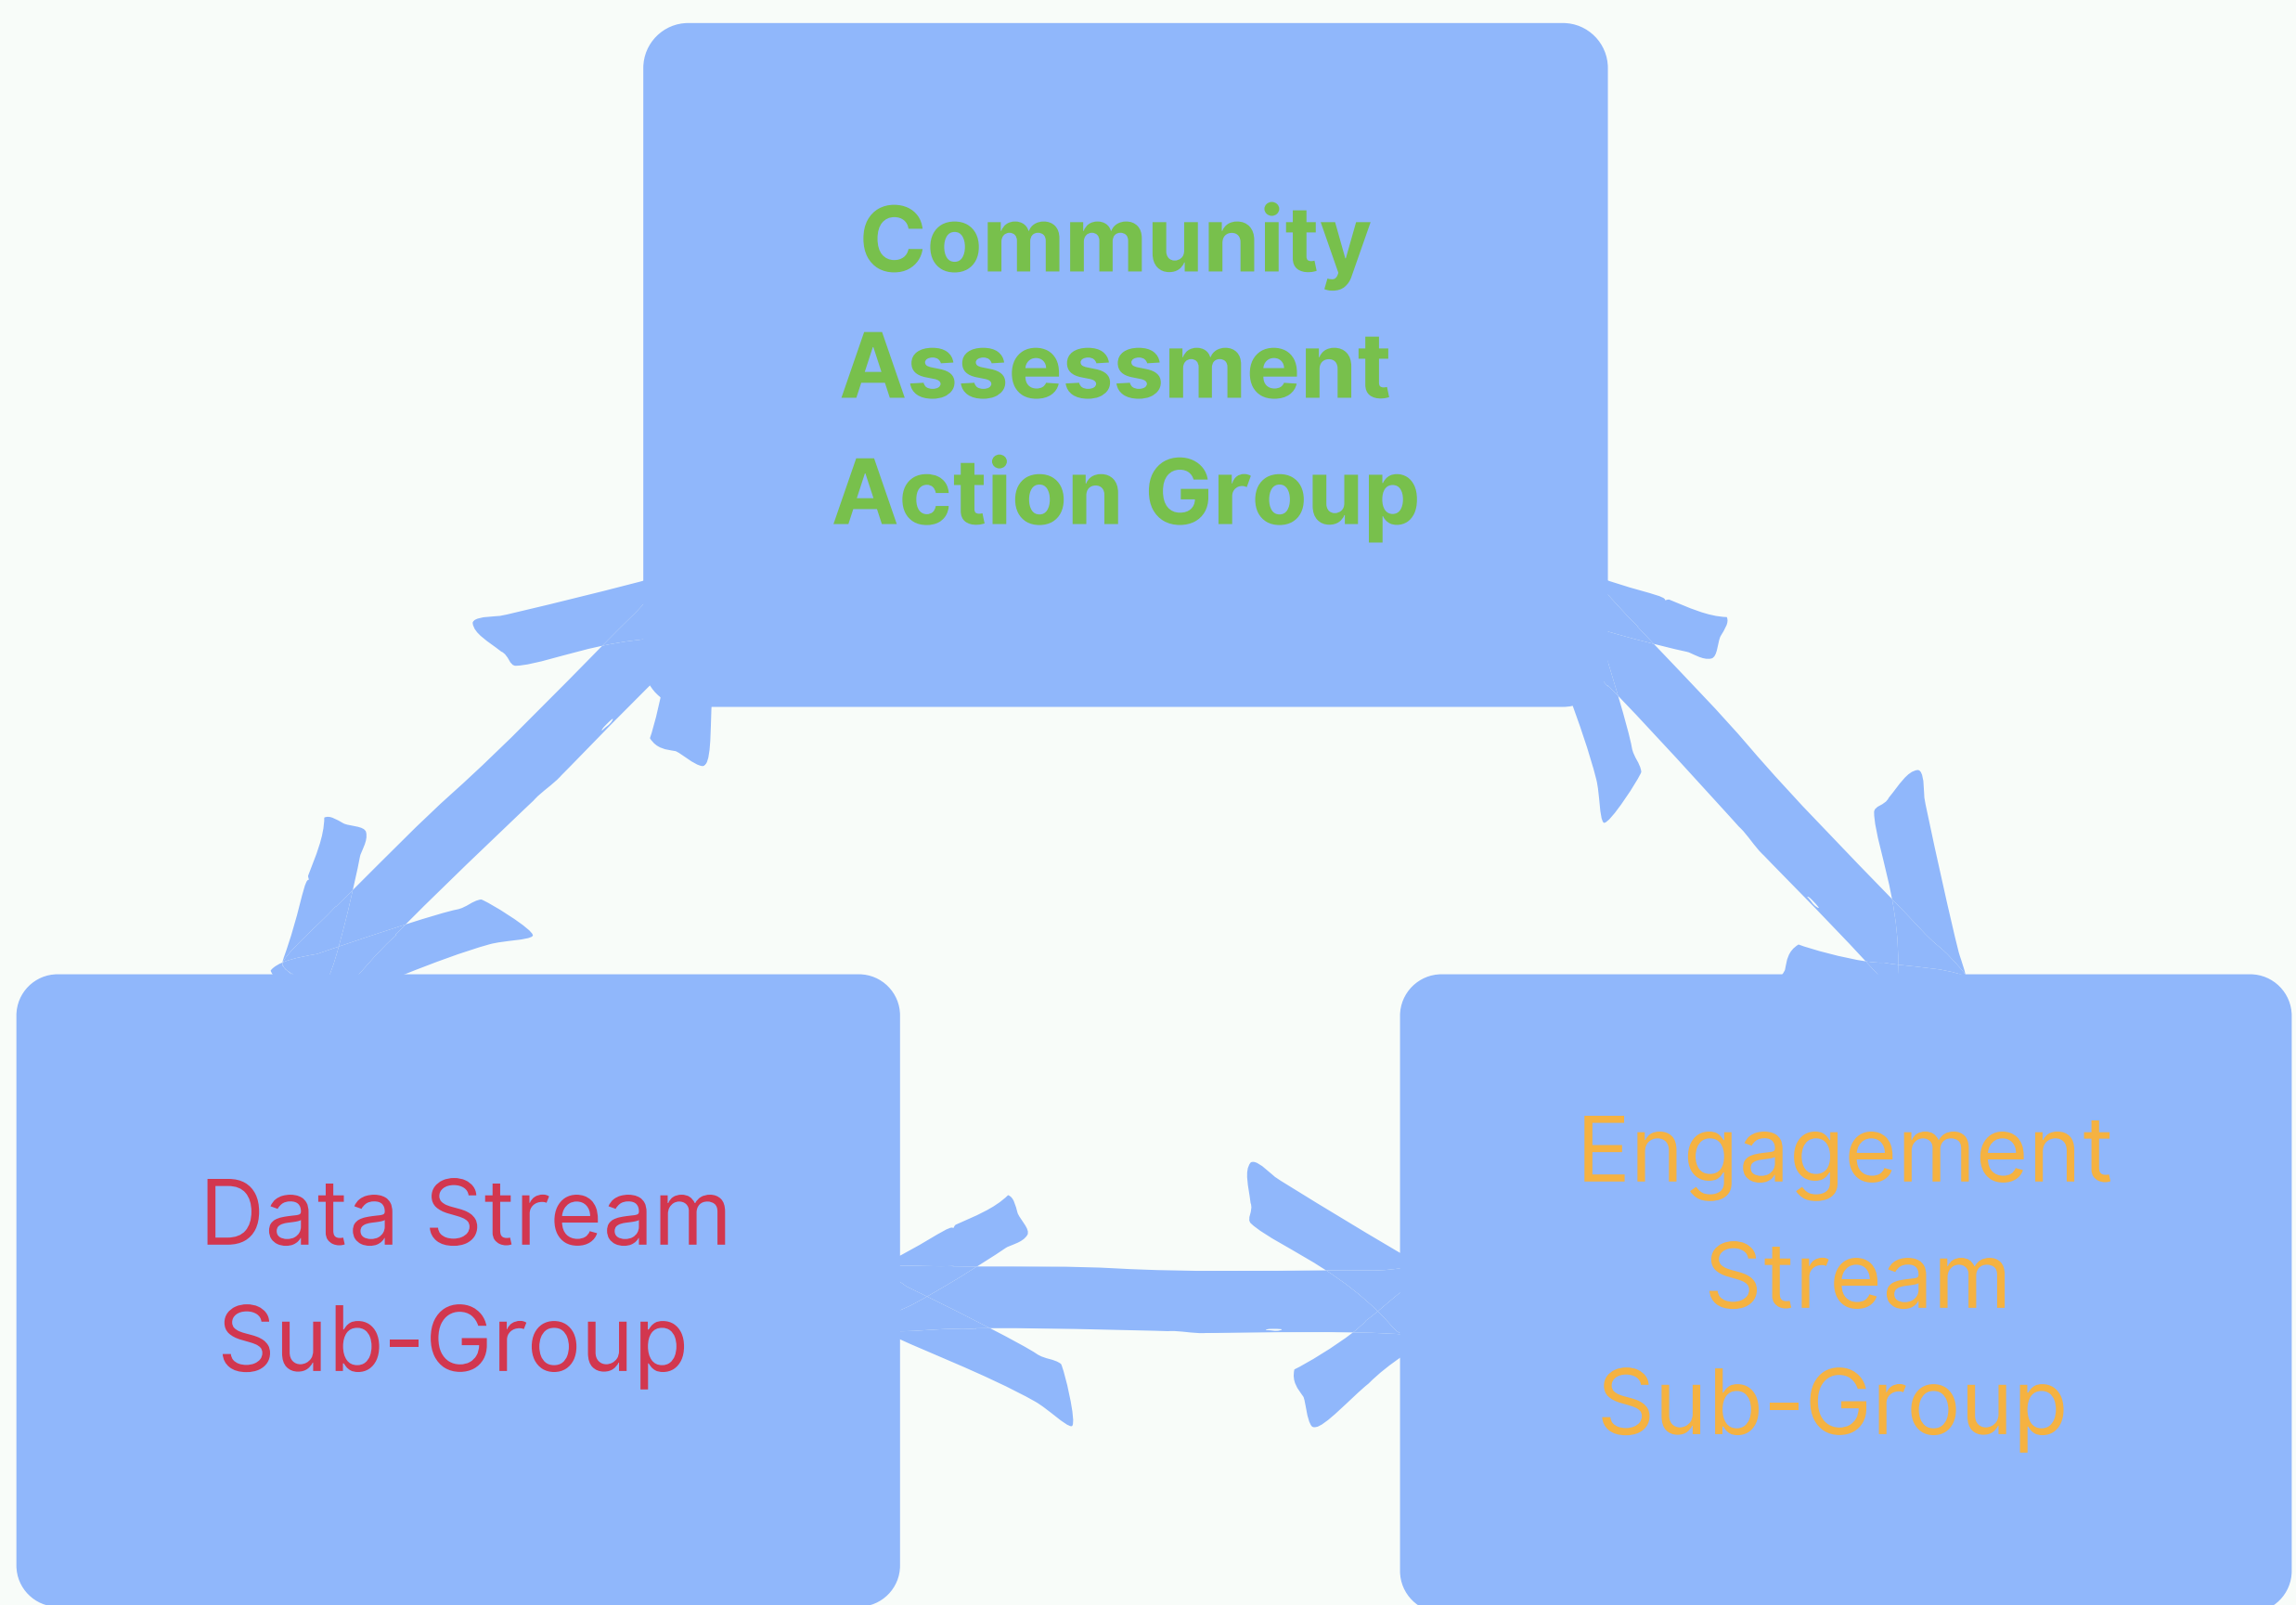 Community
Assessment
Action Group
Data Stream
Sub-Group
Engagement
Stream
Sub-Group